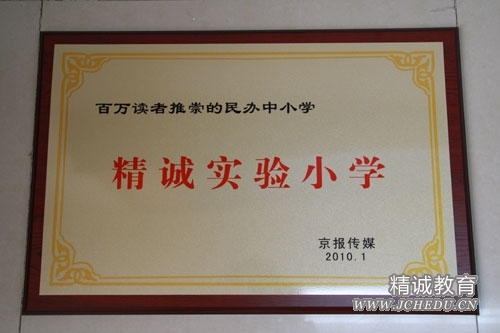 百万读者推崇的民办中小学
精诚实验小学
京报传媒
2010.1
精诚教育
WWW.JCHEDU.CN